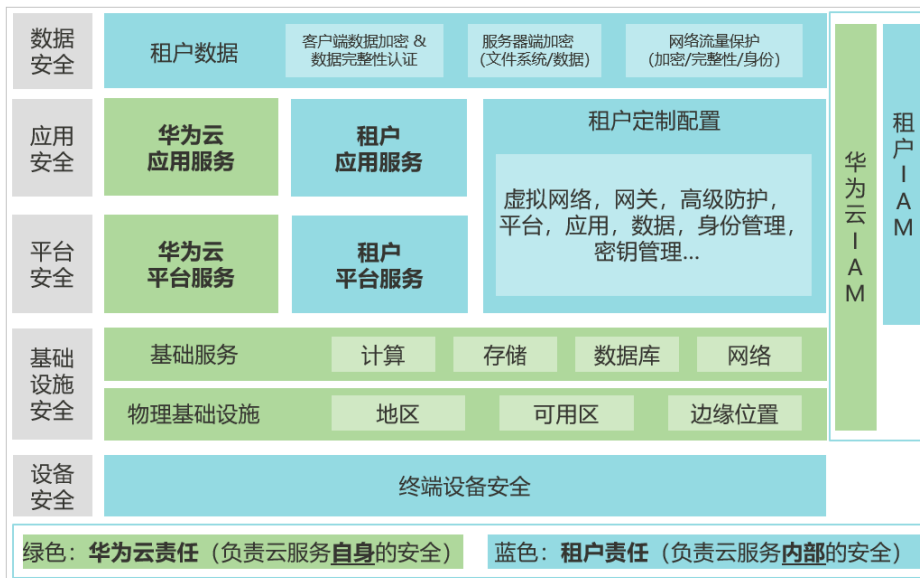 数据
安全
租户数据
客户端数据加密 &
数据完整性认证
服务器端加密
(文件系统/数据)
网络流量保护
(加密/完整性/身份)
应用
安全
华为云
应用服务
租户
应用服务
租户定制配置
虚拟网络，网关，高级防护，
平台，应用，数据，身份管理，
密钥管理...
平台
安全
华为云
平台服务
租户
平台服务
基础
设施
安全
基础服务
计算
存储
数据库
网络
物理基础设施
地区
可用区
边缘位置
设备
安全
终端设备安全
华为云IAM
租户IAM
绿色：华为云责任（负责云服务自身的安全）
蓝色：租户责任（负责云服务内部的安全）